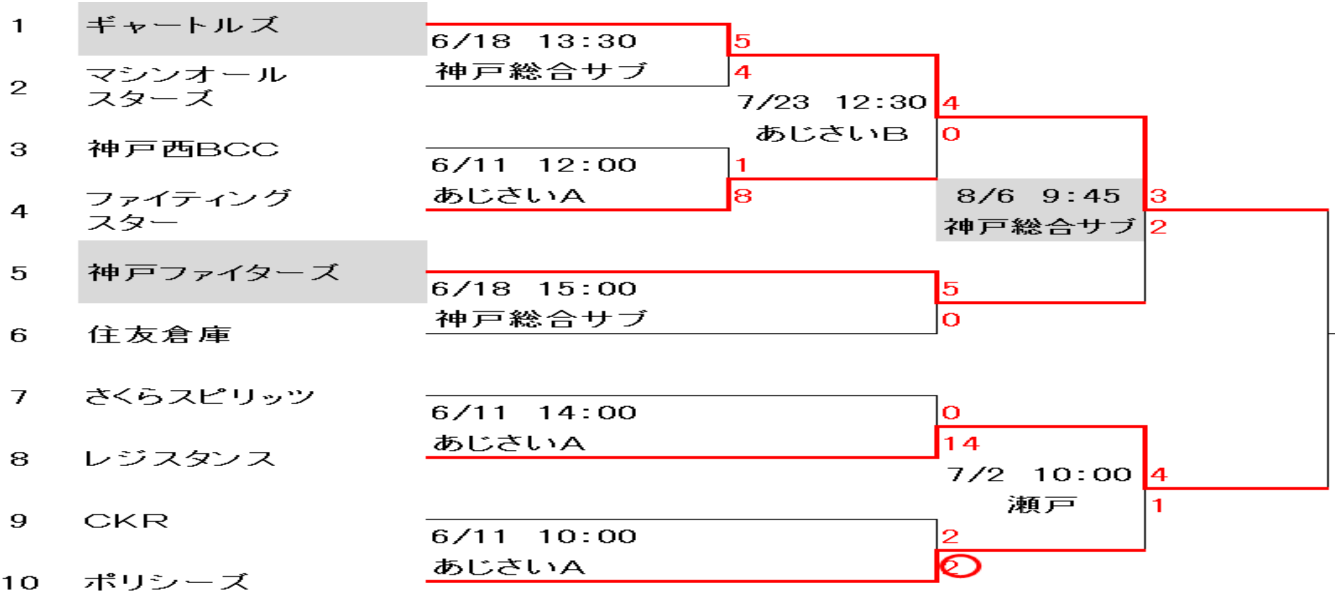 1 ギャートルズ
6/18 13:30 5
神戸総合サブ 4
2 マシンオール
スターズ
7/23 12:30 4
あじさいB 0
3 神戸西BCC
6/11 12:00 1
あじさいA 8
4 ファイティング
スター
8/6 9:45 3
神戸総合サブ 2
5 神戸ファイターズ
6/18 15:00 5
神戸総合サブ 0
6 住友倉庫
7 さくらスピリッツ
6/11 14:00 0
あじさいA 14
8 レジスタンス
7/2 10:00 4
瀬戸 1
9 CKR
6/11 10:00 2
あじさいA 2
10 ポリシーズ